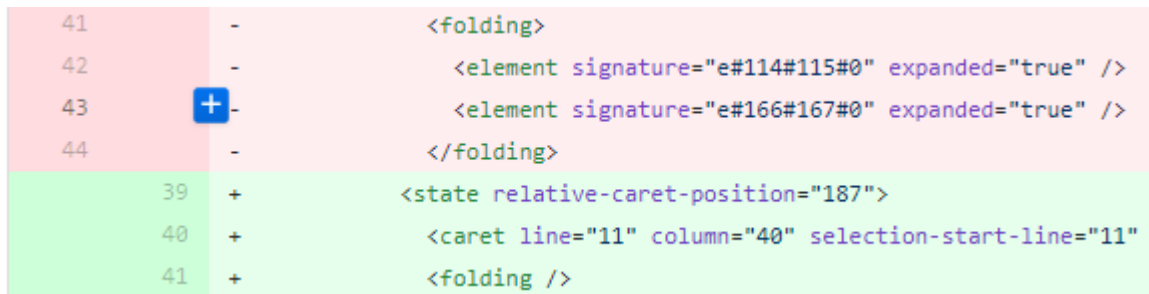 41 - <folding>
42 - <element signature="e#114#115#0" expanded="true" />
43 + - <element signature="e#166#167#0" expanded="true" />
44 - </folding>
39 + <state relative-caret-position="187">
40 + <caret line="11" column="40" selection-start-line="11"
41 + <folding />